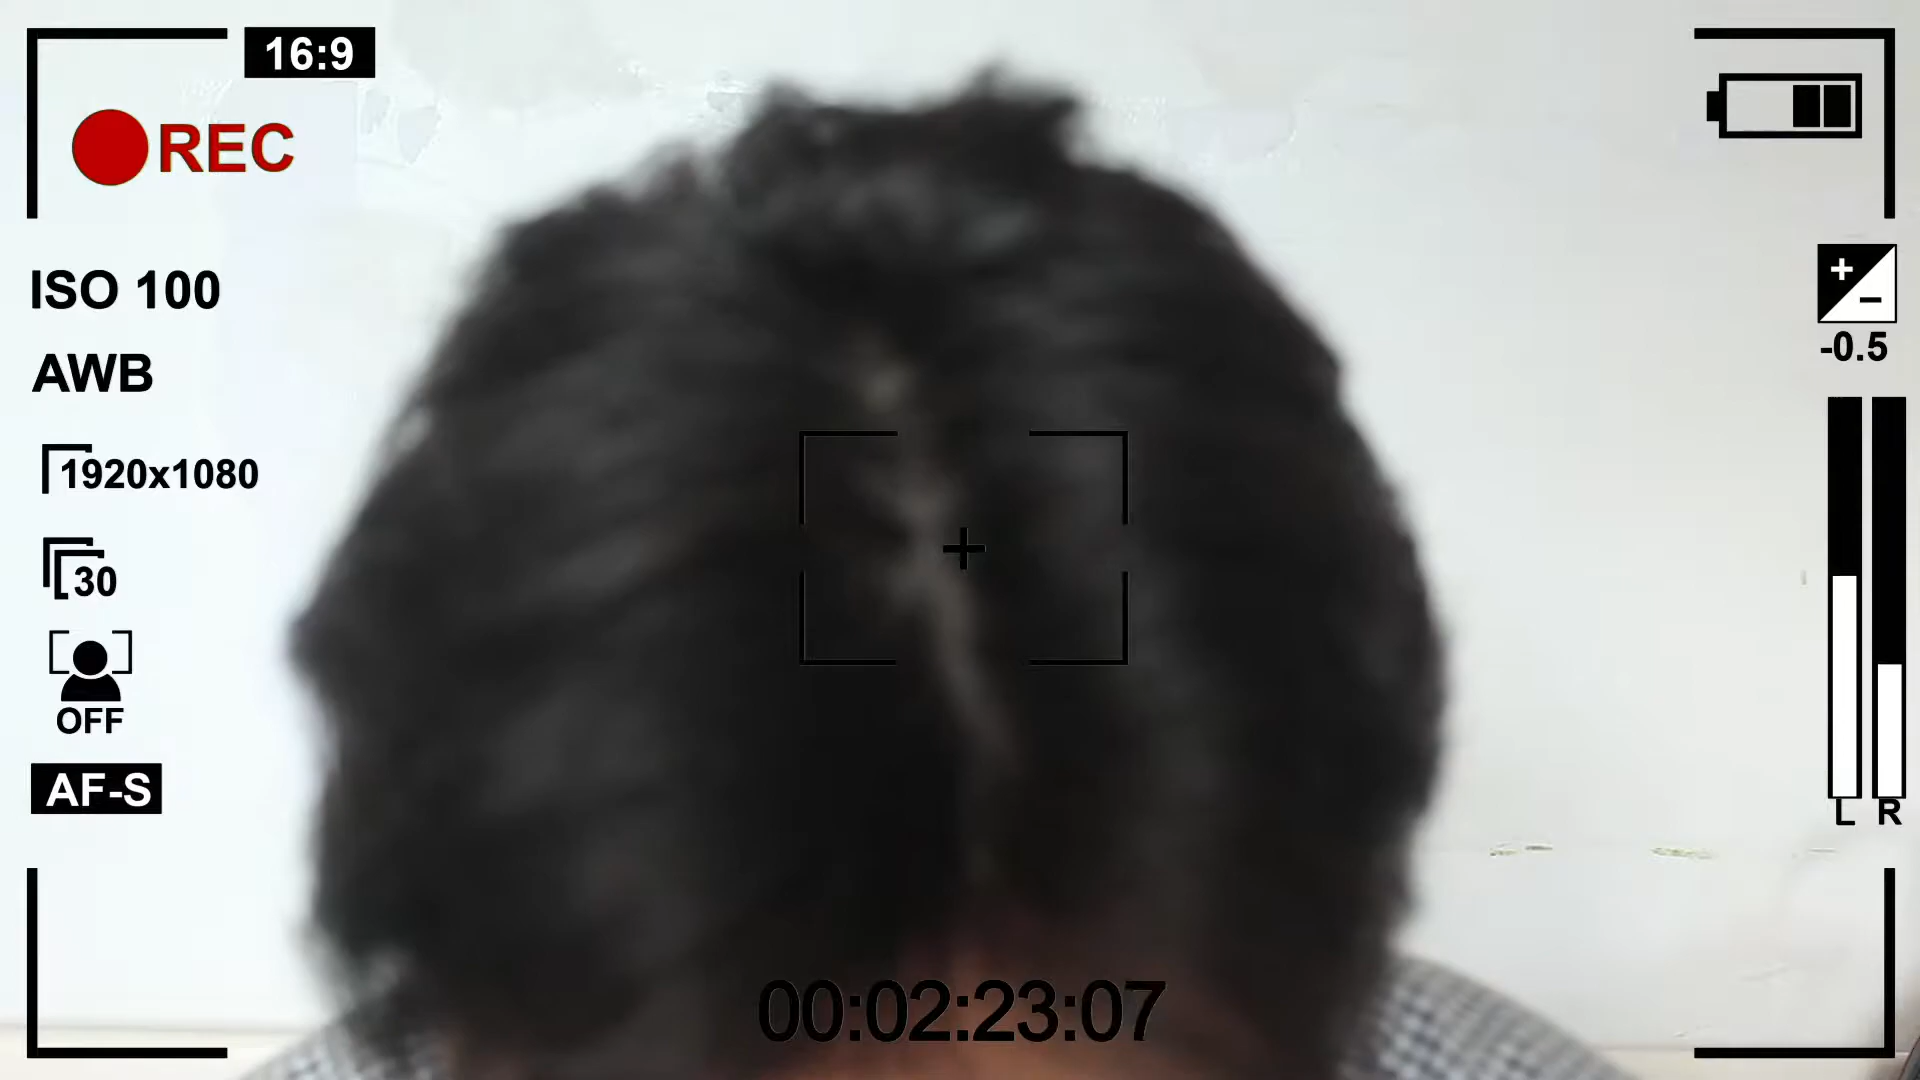 16:9
REC
ISO 100
AWB
1920x1080
30
OFF
AF-S
+
−
-0.5
L R
00:02:23:07